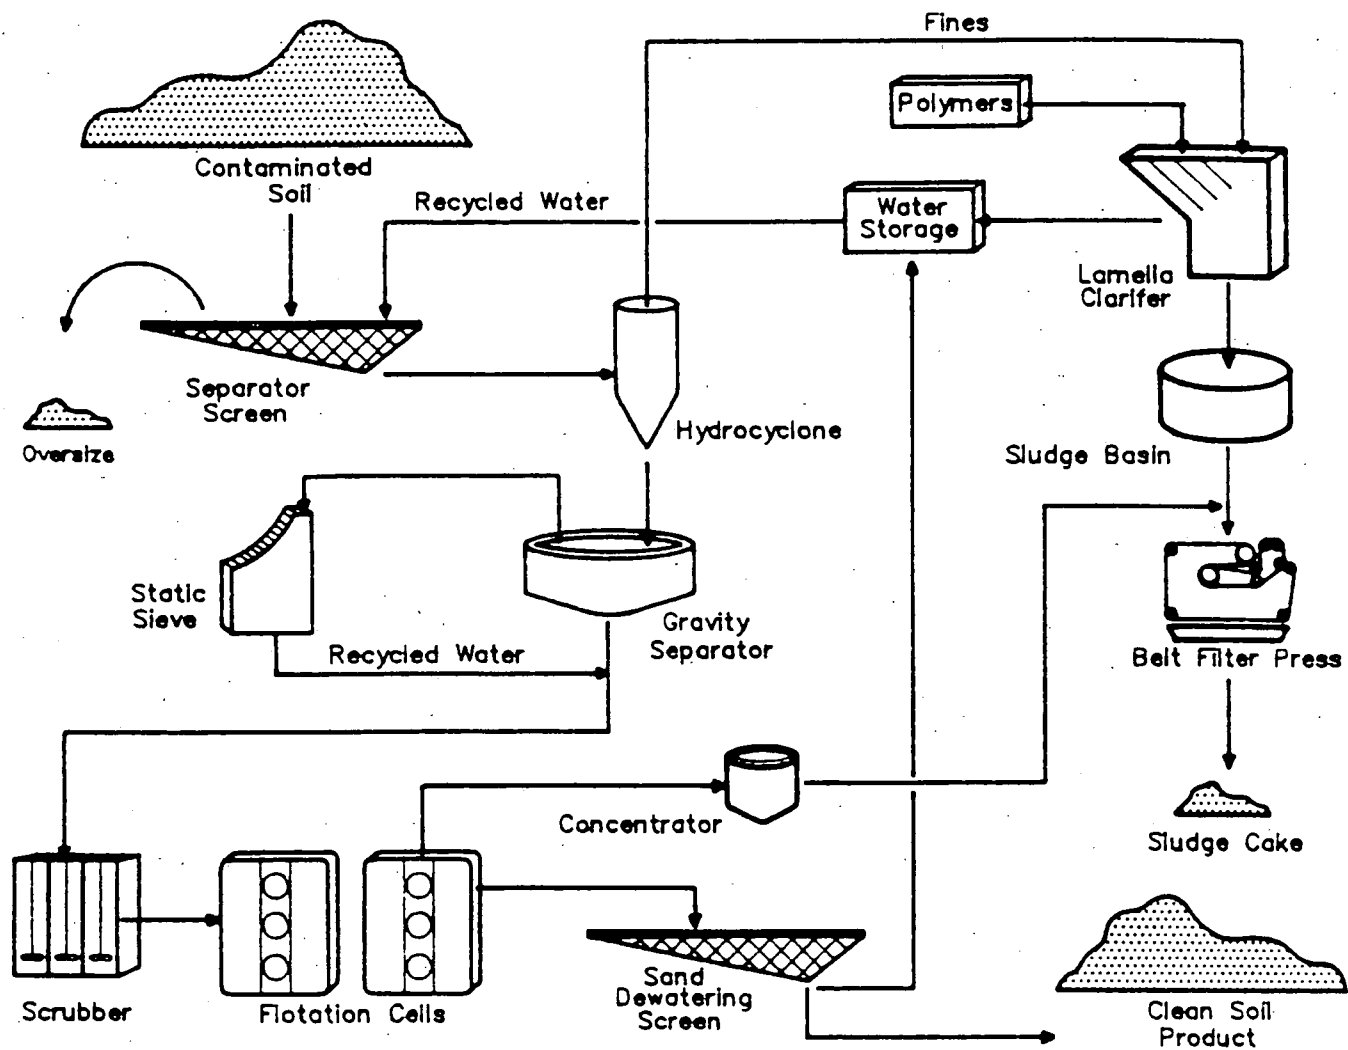 Fines
Polymers
Contaminated
Soil
Recycled Water
Water
Storage
Lamella
Clarifer
Separator
Screen
Hydrocyclone
Oversize
Sludge Basin
Static
Sieve
Gravity
Separator
Recycled Water
Belt Filter Press
Concentrator
Sludge Cake
Scrubber
Flotation Cells
Sand
Dewatering
Screen
Clean Soil
Product